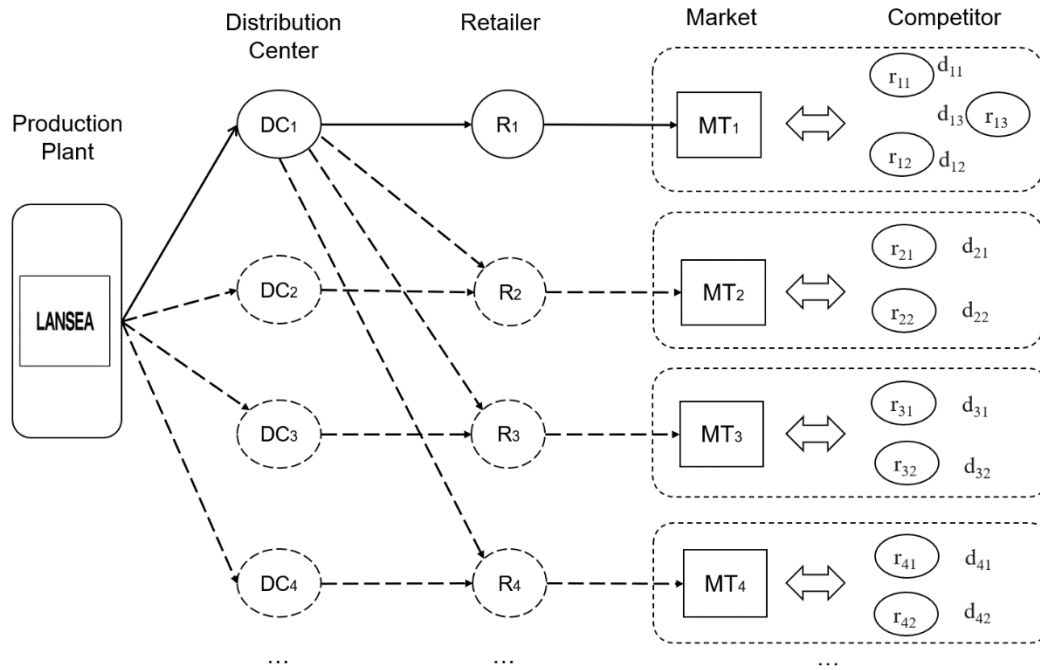 Distribution
Center
Retailer
Market
Competitor
Production
Plant
LANSEA
DC₁
R₁
MT₁
r₁₁
d₁₁
d₁₃
r₁₃
r₁₂
d₁₂
DC₂
R₂
MT₂
r₂₁
d₂₁
r₂₂
d₂₂
DC₃
R₃
MT₃
r₃₁
d₃₁
r₃₂
d₃₂
DC₄
R₄
MT₄
r₄₁
d₄₁
r₄₂
d₄₂
...
...
...